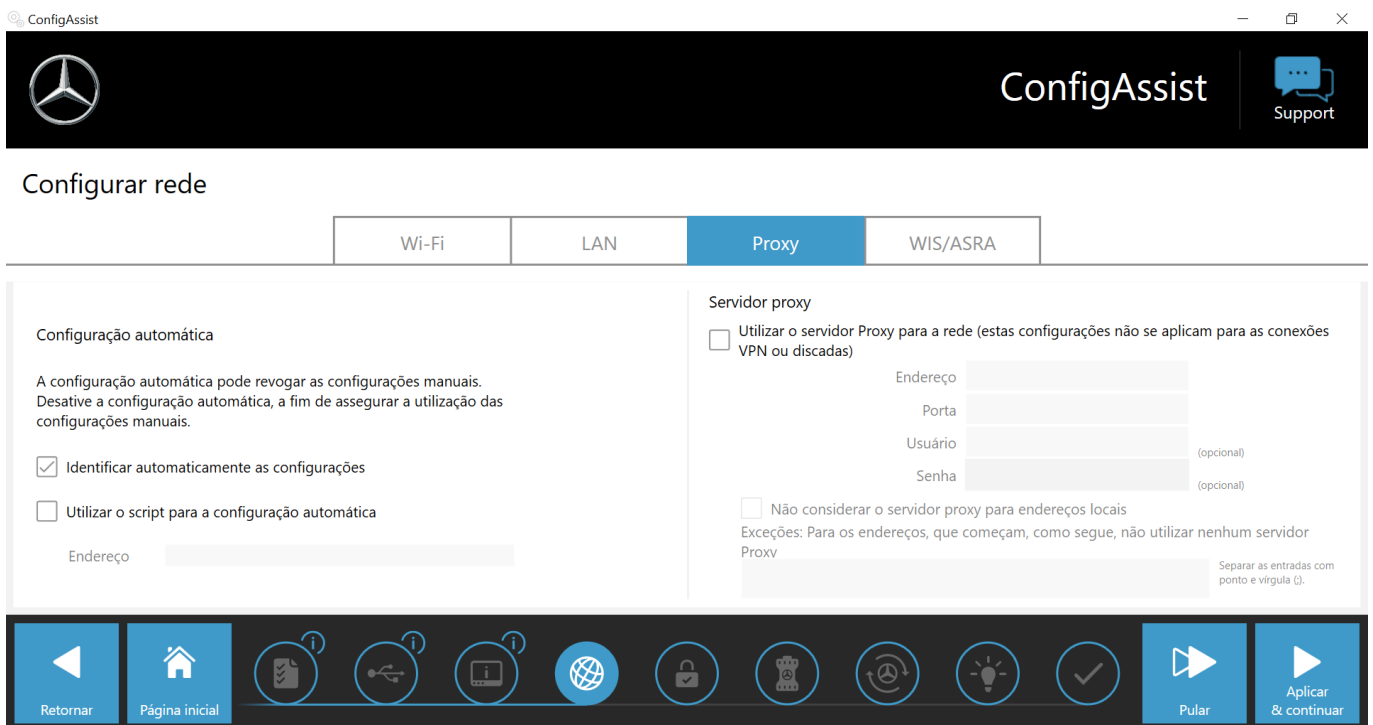 ConfigAssist
ConfigAssist
Support
Configurar rede
Wi-Fi
LAN
Proxy
WIS/ASRA
Configuração automática
A configuração automática pode revogar as configurações manuais.
Desative a configuração automática, a fim de assegurar a utilização das
configurações manuais.
Identificar automaticamente as configurações
Utilizar o script para a configuração automática
Endereço
Servidor proxy
Utilizar o servidor Proxy para a rede (estas configurações não se aplicam para as conexões
VPN ou discadas)
Endereço
Porta
Usuário
(opcional)
Senha
(opcional)
Não considerar o servidor proxy para endereços locais
Exceções: Para os endereços, que começam, como segue, não utilizar nenhum servidor
Proxy
Separar as entradas com
ponto e vírgula (;).
Retornar
Página inicial
Pular
Aplicar
& continuar